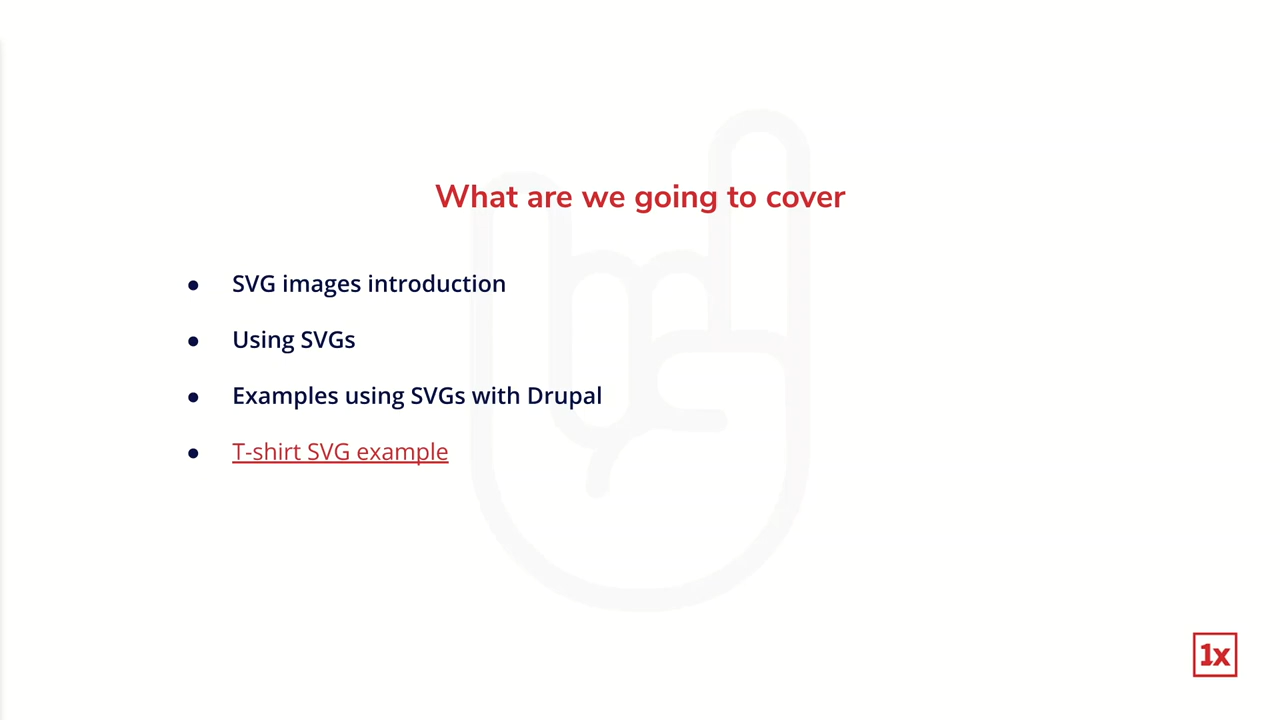 What are we going to cover
● SVG images introduction
● Using SVGs
● Examples using SVGs with Drupal
● T-shirt SVG example
1x